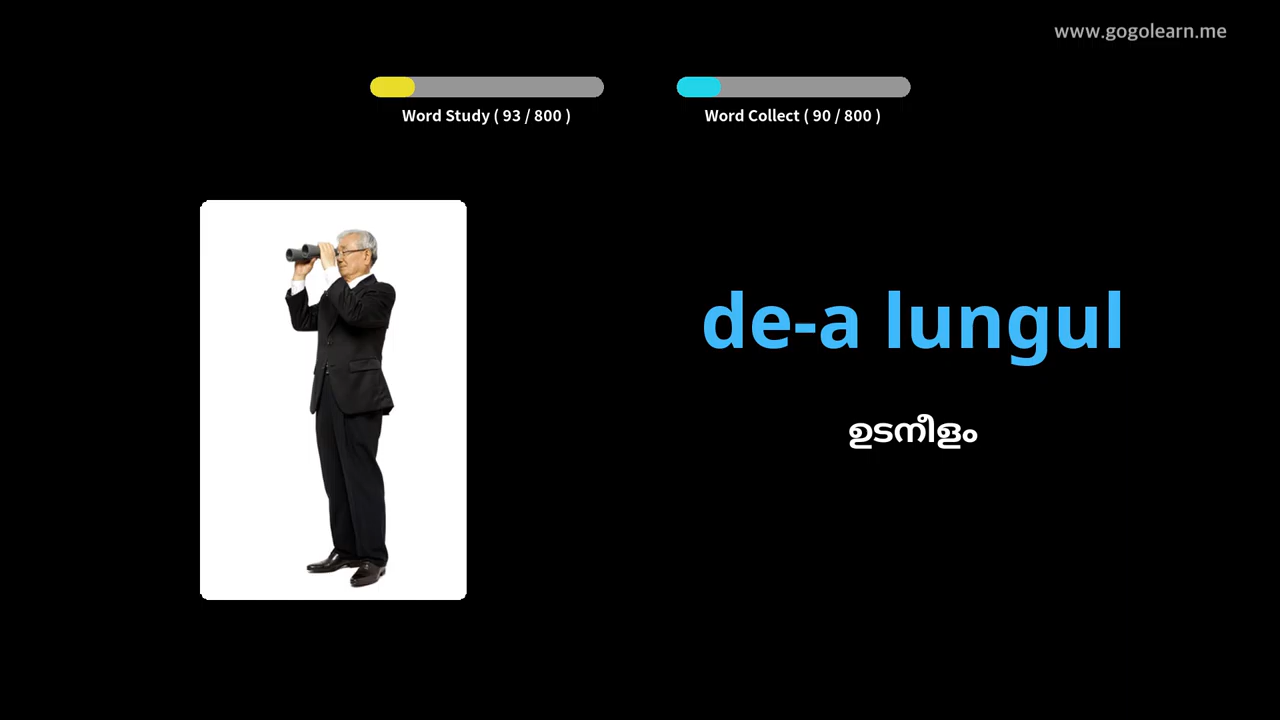 www.gogolearn.me
Word Study ( 93 / 800 )
Word Collect ( 90 / 800 )
de-a lungul
ഉടനീളം